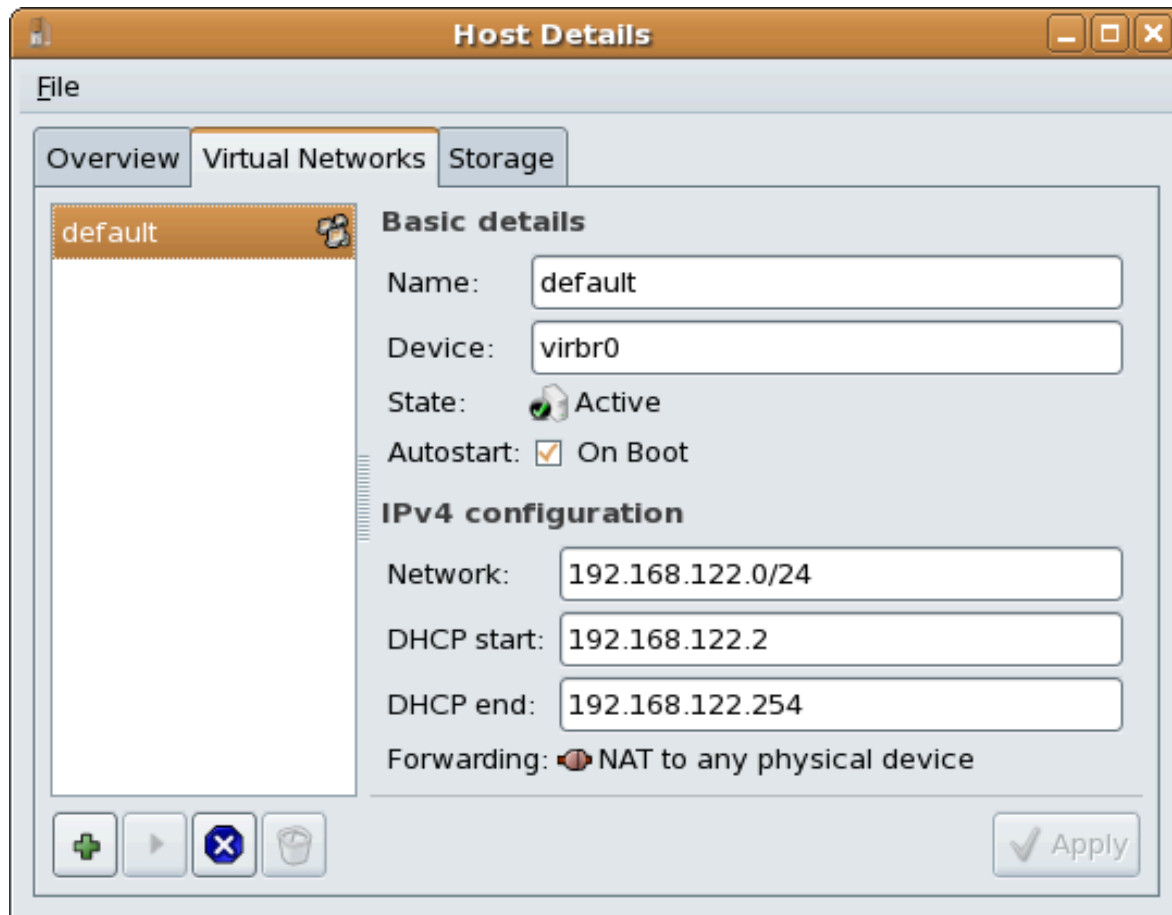 Host Details
File
Overview Virtual Networks Storage
default
Basic details
Name: default
Device: virbr0
State: Active
Autostart: On Boot
IPv4 configuration
Network: 192.168.122.0/24
DHCP start: 192.168.122.2
DHCP end: 192.168.122.254
Forwarding: NAT to any physical device
Apply